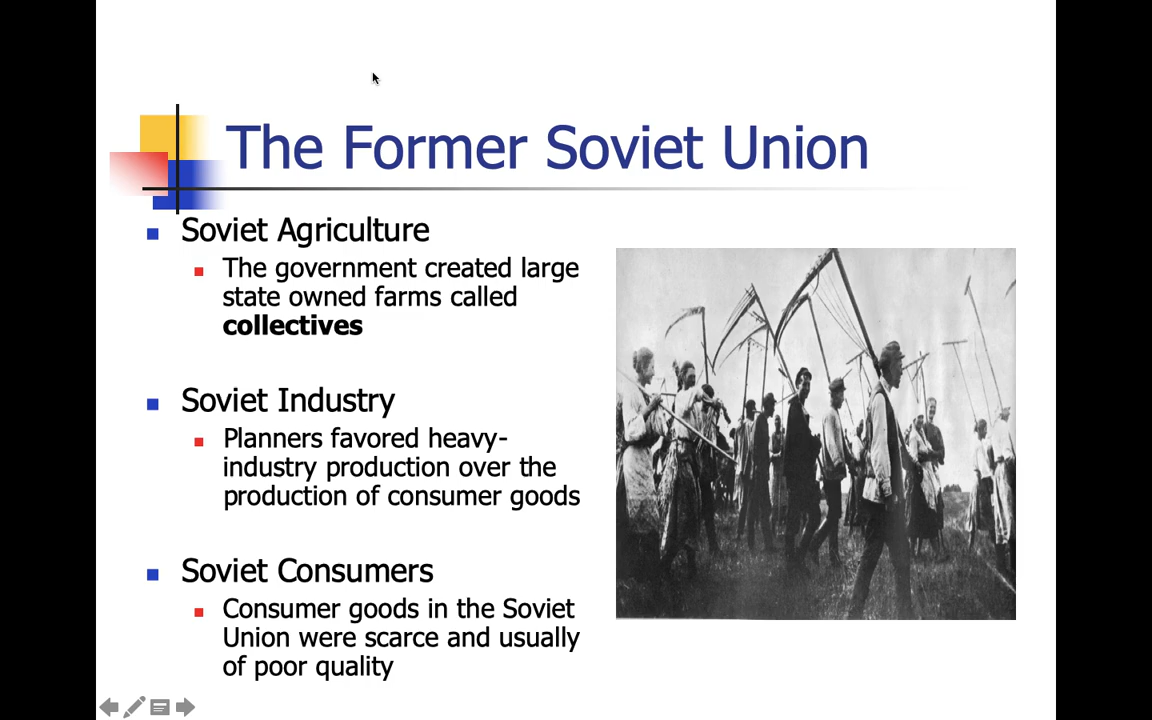 The Former Soviet Union
Soviet Agriculture
The government created large
state owned farms called
collectives
Soviet Industry
Planners favored heavy-
industry production over the
production of consumer goods
Soviet Consumers
Consumer goods in the Soviet
Union were scarce and usually
of poor quality